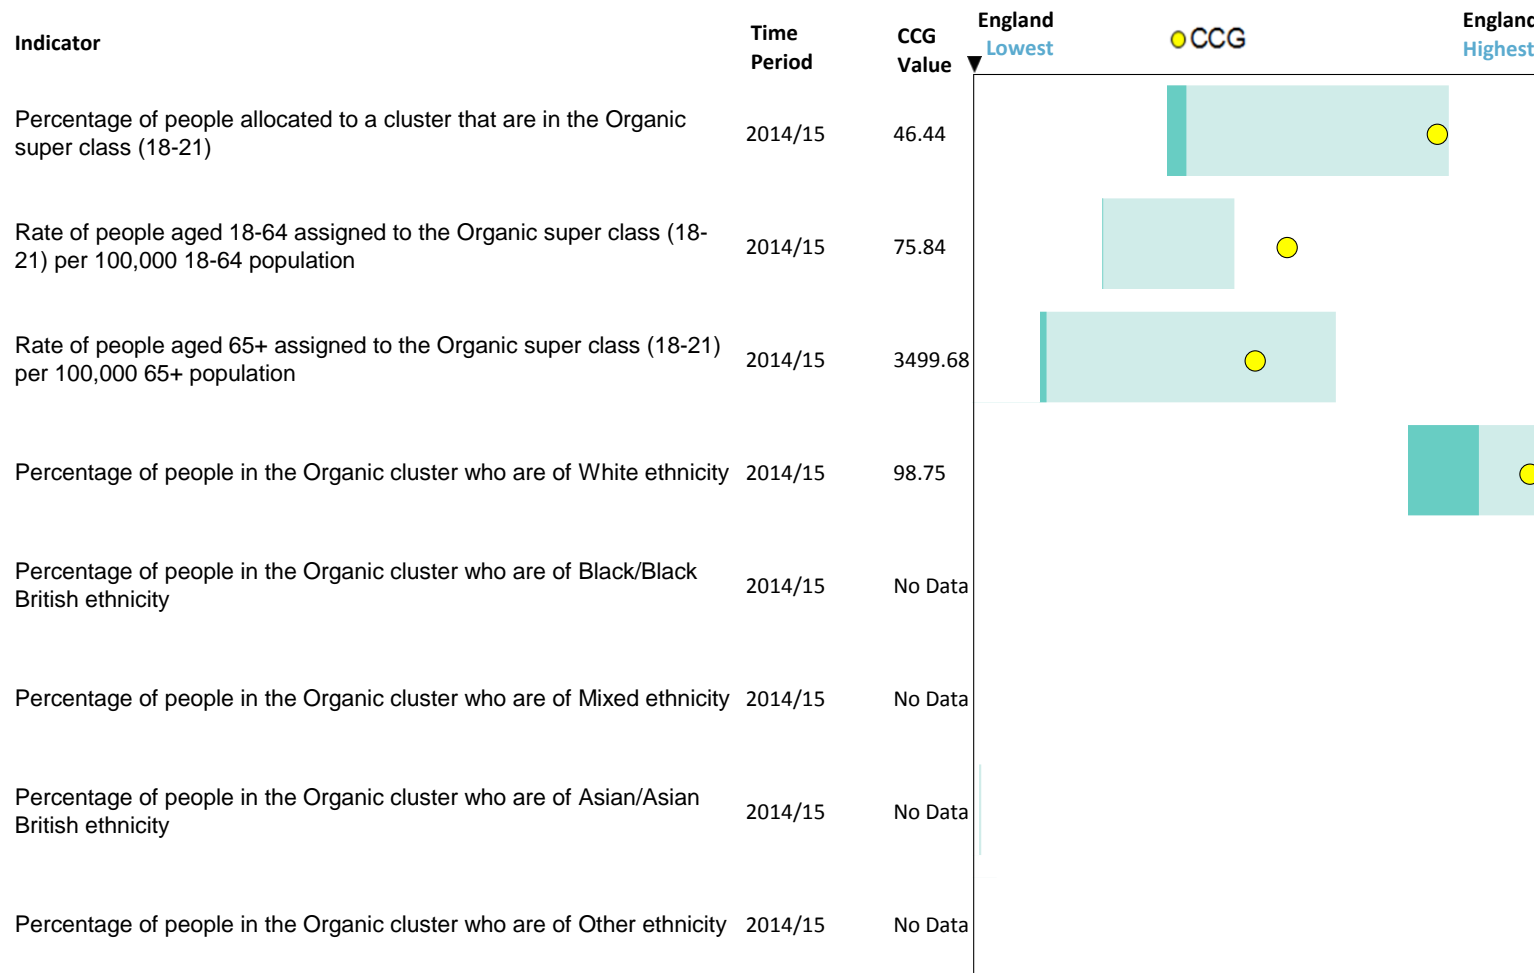 Indicator
Time Period
CCG Value
England Lowest
CCG
England Highest
Percentage of people allocated to a cluster that are in the Organic
super class (18-21)
2014/15
46.44
Rate of people aged 18-64 assigned to the Organic super class (18-
21) per 100,000 18-64 population
2014/15
75.84
Rate of people aged 65+ assigned to the Organic super class (18-21)
per 100,000 65+ population
2014/15
3499.68
Percentage of people in the Organic cluster who are of White ethnicity
2014/15
98.75
Percentage of people in the Organic cluster who are of Black/Black
British ethnicity
2014/15
No Data
Percentage of people in the Organic cluster who are of Mixed ethnicity
2014/15
No Data
Percentage of people in the Organic cluster who are of Asian/Asian
British ethnicity
2014/15
No Data
Percentage of people in the Organic cluster who are of Other ethnicity
2014/15
No Data